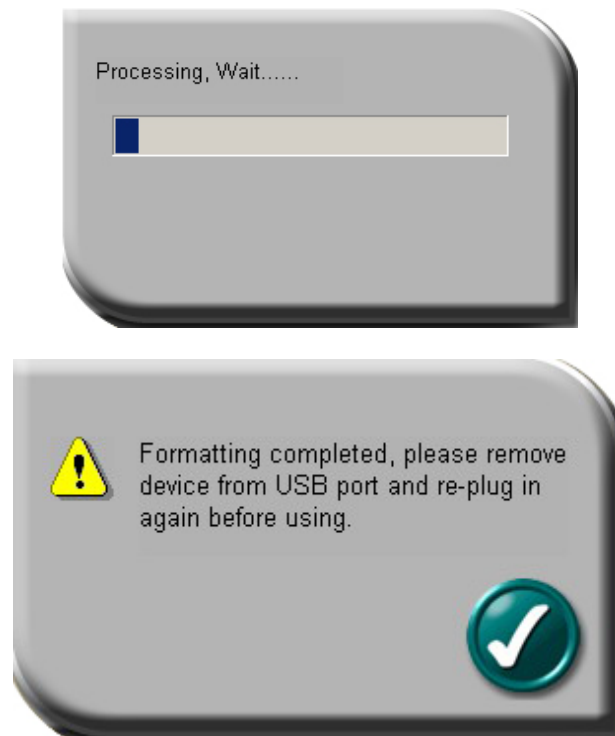 Processing, Wait......
Formatting completed, please remove
device from USB port and re-plug in
again before using.